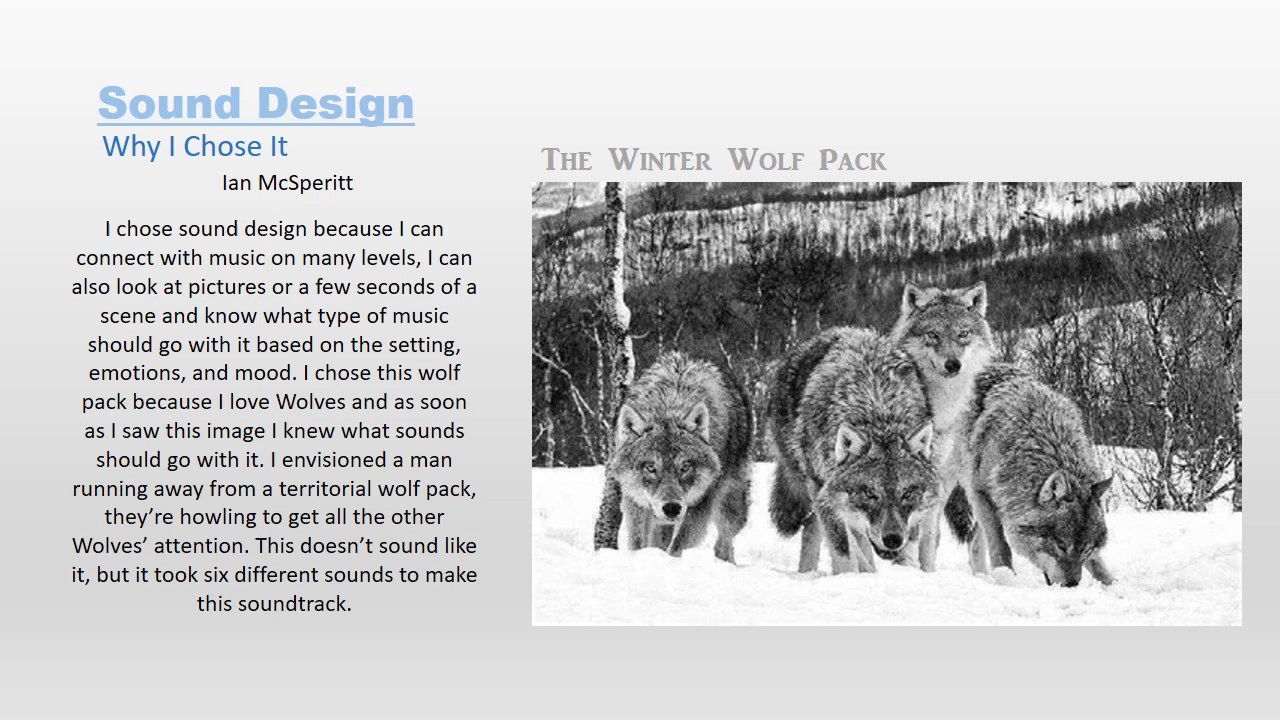 Sound Design
Why I Chose It
Ian McSperitt
I chose sound design because I can
connect with music on many levels, I can
also look at pictures or a few seconds of a
scene and know what type of music
should go with it based on the setting,
emotions, and mood. I chose this wolf
pack because I love Wolves and as soon
as I saw this image I knew what sounds
should go with it. I envisioned a man
running away from a territorial wolf pack,
they’re howling to get all the other
Wolves’ attention. This doesn’t sound like
it, but it took six different sounds to make
this soundtrack.
The Winter Wolf Pack